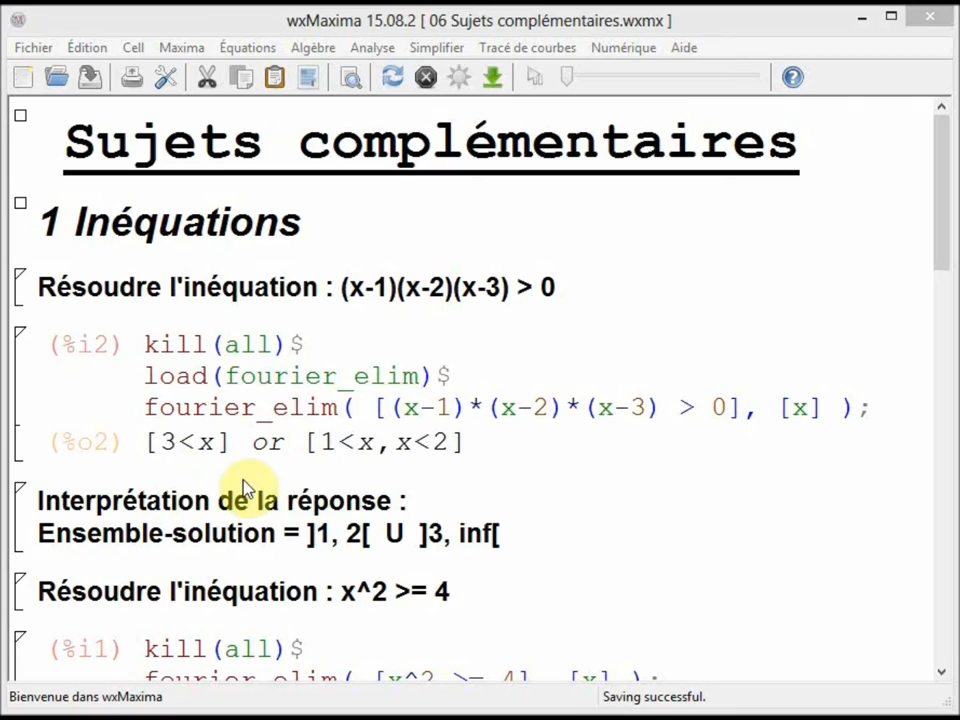 wxMaxima 15.08.2 [ 06 Sujets complémentaires.wxmx ]
Fichier Édition Cell Maxima Équations Algèbre Analyse Simplifier Tracé de courbes Numérique Aide
Sujets complémentaires
1 Inéquations
Résoudre l'inéquation : (x-1)(x-2)(x-3) > 0
(%i2) kill(all)$
load(fourier_elim)$
fourier_elim( [(x-1)*(x-2)*(x-3) > 0], [x] );
(%o2) [3<x] or [1<x,x<2]
Interprétation de la réponse :
Ensemble-solution = ]1, 2[ U ]3, inf[
Résoudre l'inéquation : x^2 >= 4
(%i1) kill(all)$
fourier_elim( [x^2 >= 4], [x] );
Bienvenue dans wxMaxima Saving successful.